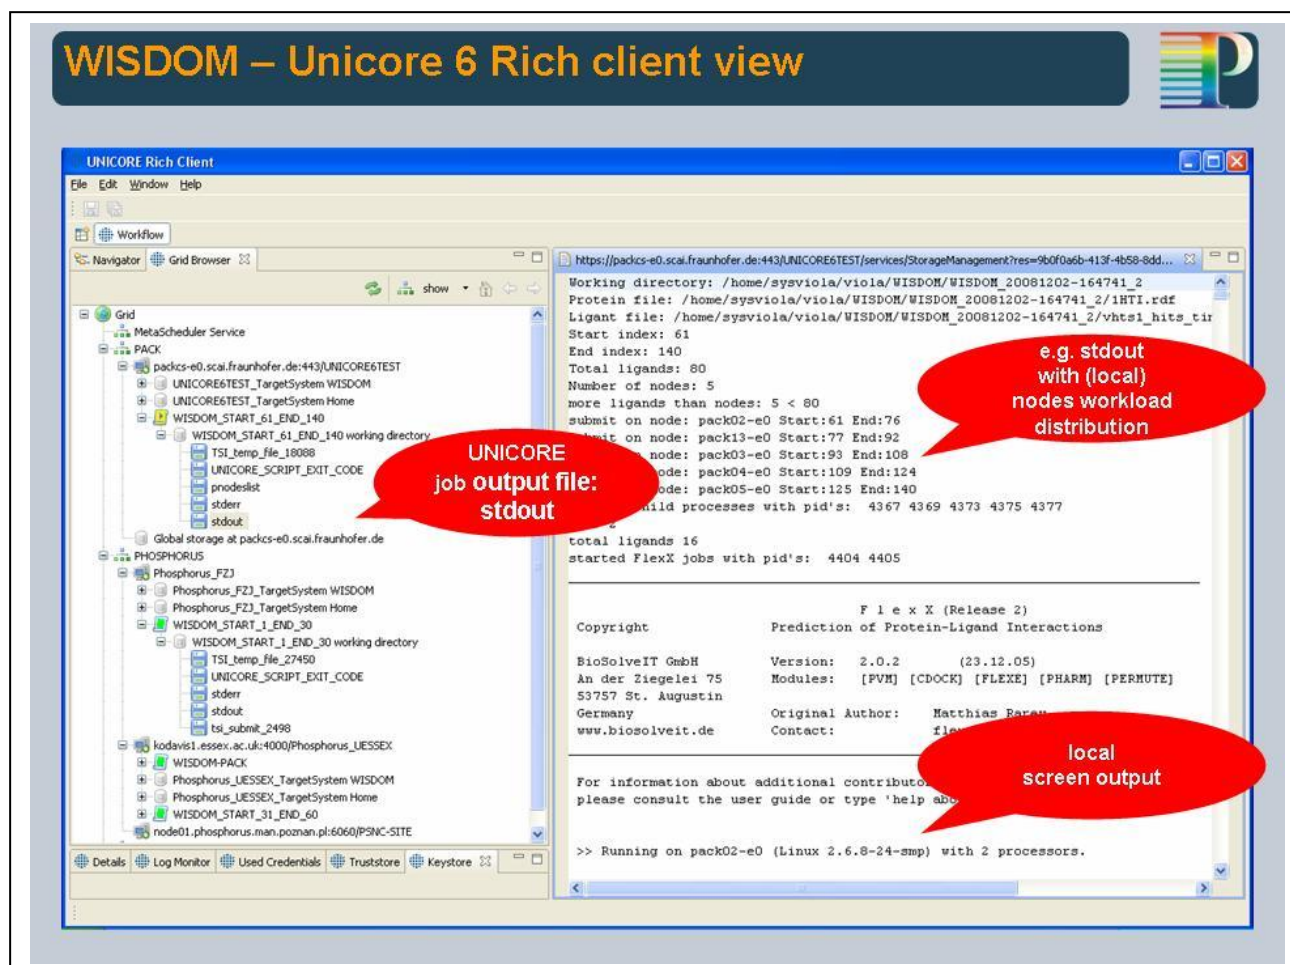 WISDOM – Unicore 6 Rich client view
UNICORE Rich Client
File Edit Window Help
Workflow
Navigator Grid Browser
show
Grid
MetaScheduler Service
PACK
packcs-e0.scai.fraunhofer.de:443/UNICORE6TEST
UNICORE6TEST_TargetSystem WISDOM
UNICORE6TEST_TargetSystem Home
WISDOM_START_61_END_140
WISDOM_START_61_END_140 working directory
TSI_temp_file_18088
UNICORE_SCRIPT_EXIT_CODE
pnodeslist
stderr
stdout
Global storage at packcs-e0.scai.fraunhofer.de
PHOSPHORUS
Phosphorus_FZJ
Phosphorus_FZJ_TargetSystem WISDOM
Phosphorus_FZJ_TargetSystem Home
WISDOM_START_1_END_30
WISDOM_START_1_END_30 working directory
TSI_temp_file_27450
UNICORE_SCRIPT_EXIT_CODE
stderr
stdout
tsi_submit_2498
kodavis1.essex.ac.uk:4000/Phosphorus_UESSEX
WISDOM-PACK
Phosphorus_UESSEX_TargetSystem WISDOM
Phosphorus_UESSEX_TargetSystem Home
WISDOM_START_31_END_60
node01.phosphorus.man.poznan.pl:6060/PSNC-SITE
Details Log Monitor Used Credentials Truststore Keystore
UNICORE
job output file:
stdout
https://packcs-e0.scai.fraunhofer.de:443/UNICORE6TEST/services/StorageManagement?res=9b0f0a6b-413f-4b58-8dd...
Working directory: /home/sysviola/viola/WISDOM/WISDOM_20081202-164741_2
Protein file: /home/sysviola/viola/WISDOM/WISDOM_20081202-164741_2/1HTI.rdf
Ligant file: /home/sysviola/viola/WISDOM/WISDOM_20081202-164741_2/vhts1_hits_tir
Start index: 61
End index: 140
Total ligands: 80
Number of nodes: 5
more ligands than nodes: 5 < 80
submit on node: pack02-e0 Start:61 End:76
submit on node: pack13-e0 Start:77 End:92
node: pack03-e0 Start:93 End:108
node: pack04-e0 Start:109 End:124
node: pack05-e0 Start:125 End:140
processes with pid's: 4367 4369 4373 4375 4377
total ligands 16
started FlexX jobs with pid's: 4404 4405
e.g. stdout
with (local)
nodes workload
distribution
F l e x X (Release 2)
Copyright Prediction of Protein-Ligand Interactions
BioSolveIT GmbH Version: 2.0.2 (23.12.05)
An der Ziegelei 75 Modules: [PVM] [CDOCK] [FLEXE] [PHARM] [PERMUTE]
53757 St. Augustin
Germany Original Author: Matthias
www.biosolveit.de Contact:
For information about additional
please consult the user guide or type 'help
>> Running on pack02-e0 (Linux 2.6.8-24-smp) with 2 processors.
local
screen output